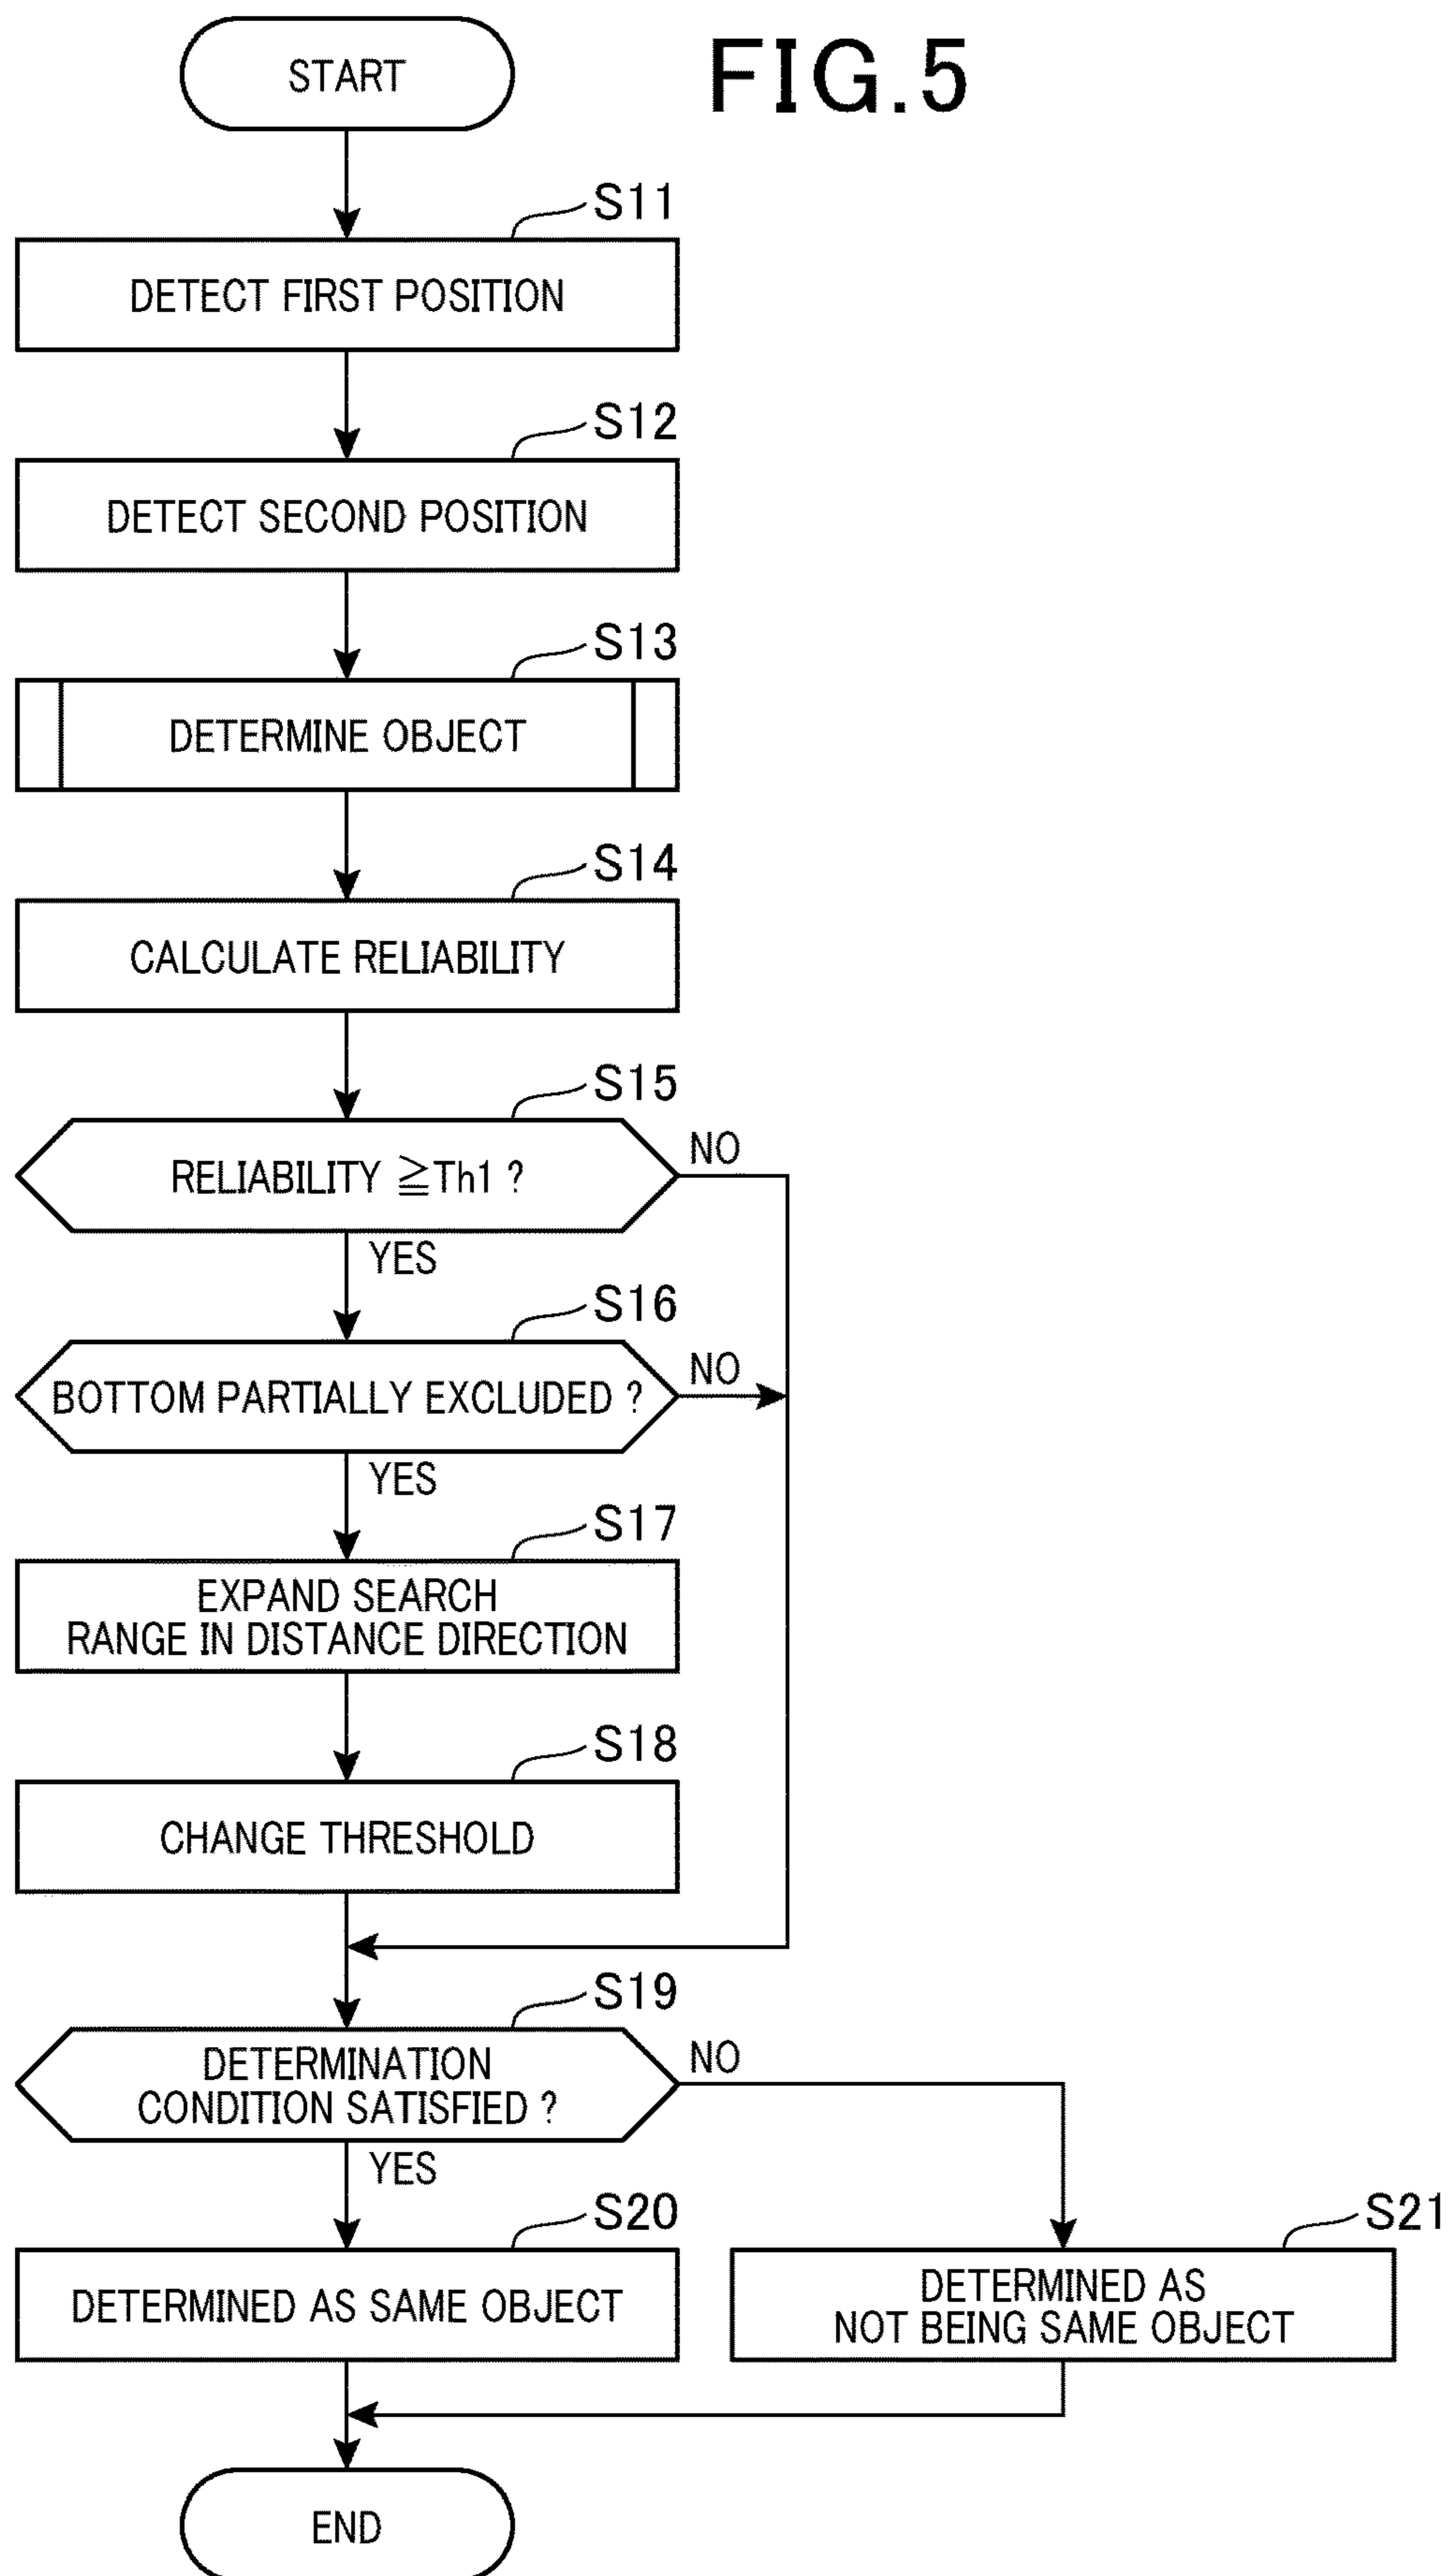 FIG.5
START
S11
DETECT FIRST POSITION
S12
DETECT SECOND POSITION
S13
DETERMINE OBJECT
S14
CALCULATE RELIABILITY
S15
RELIABILITY ≧Th1 ?
NO
YES
S16
BOTTOM PARTIALLY EXCLUDED ?
NO
YES
S17
EXPAND SEARCH
RANGE IN DISTANCE DIRECTION
S18
CHANGE THRESHOLD
S19
DETERMINATION
CONDITION SATISFIED ?
NO
YES
S20
DETERMINED AS SAME OBJECT
S21
DETERMINED AS
NOT BEING SAME OBJECT
END